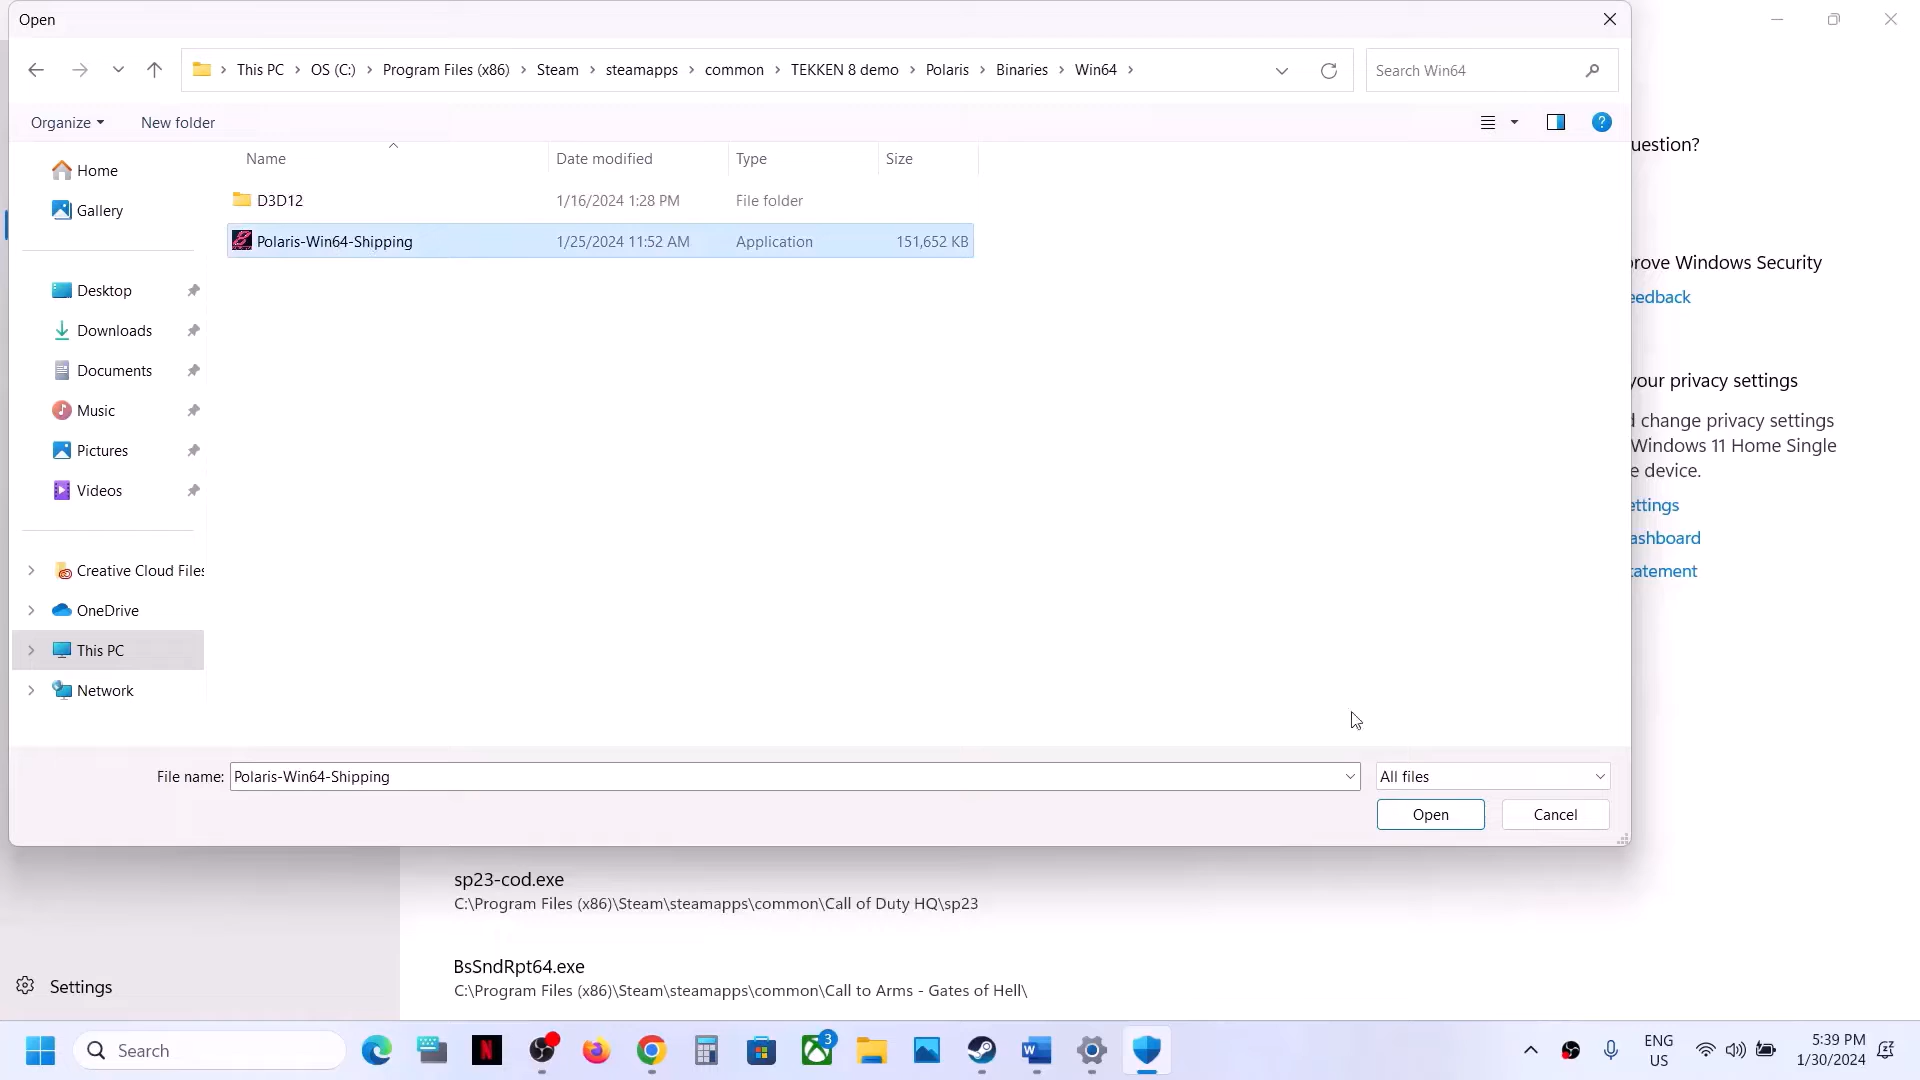 Open
This PC > OS (C:) > Program Files (x86) > Steam > steamapps > common > TEKKEN 8 demo > Polaris > Binaries > Win64 >
Search Win64
Organize
New folder
Name
Date modified
Type
Size
D3D12
1/16/2024 1:28 PM
File folder
Polaris-Win64-Shipping
1/25/2024 11:52 AM
Application
151,652 KB
Home
Gallery
Desktop
Downloads
Documents
Music
Pictures
Videos
Creative Cloud Files
OneDrive
This PC
Network
File name:
Polaris-Win64-Shipping
All files
Open
Cancel
uestion?
prove Windows Security
eedback
your privacy settings
d change privacy settings
Windows 11 Home Single
e device.
ettings
ashboard
tatement
sp23-cod.exe
C:\Program Files (x86)\Steam\steamapps\common\Call of Duty HQ\sp23
BsSndRpt64.exe
C:\Program Files (x86)\Steam\steamapps\common\Call to Arms - Gates of Hell\
Settings
Search
3
ENG
US
5:39 PM
1/30/2024